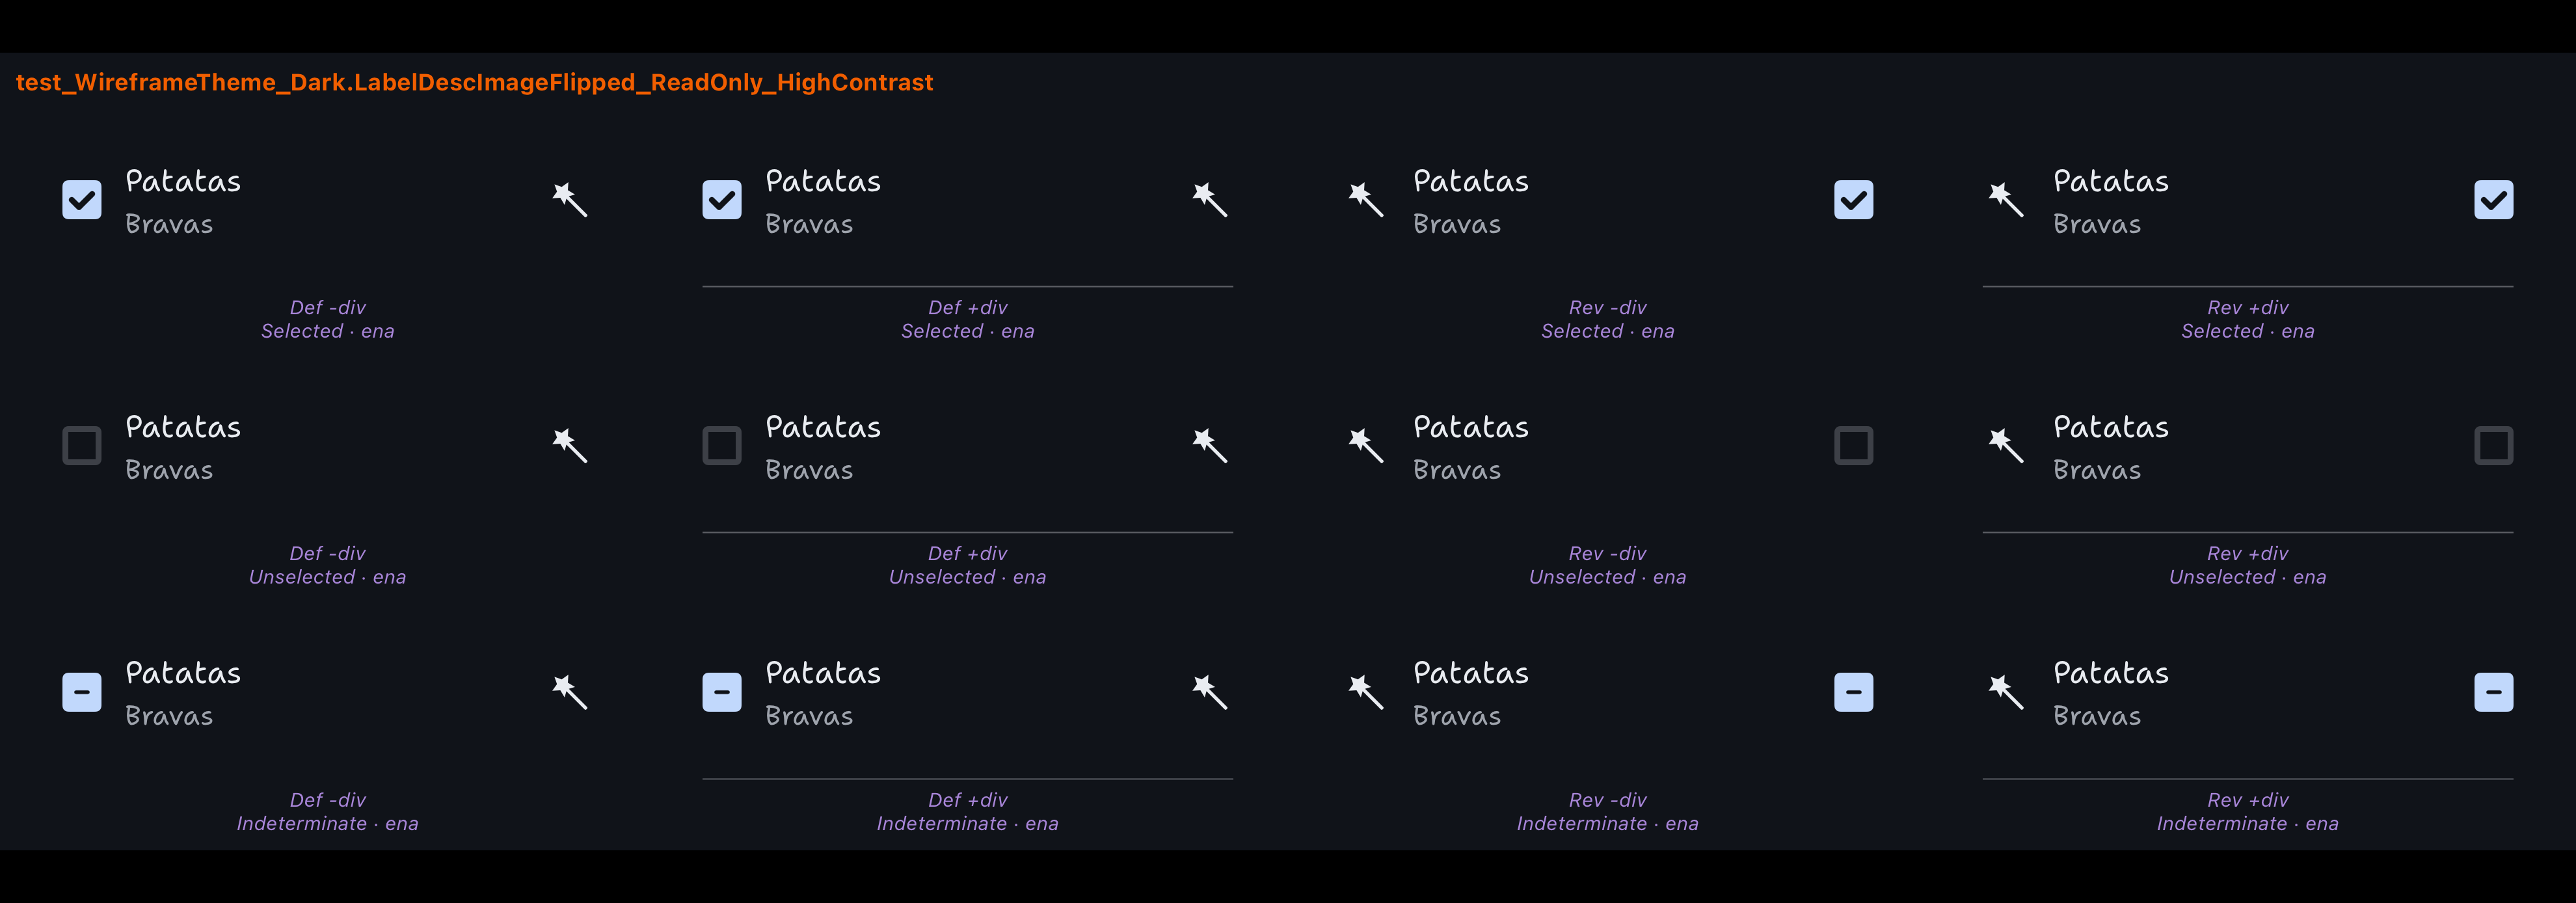 test_WireframeTheme_Dark.LabelDescImageFlipped_ReadOnly_HighContrast
Patatas
Bravas
Def -div
Selected · ena
Patatas
Bravas
Def +div
Selected · ena
Patatas
Bravas
Rev -div
Selected · ena
Patatas
Bravas
Rev +div
Selected · ena
Patatas
Bravas
Def -div
Unselected · ena
Patatas
Bravas
Def +div
Unselected · ena
Patatas
Bravas
Rev -div
Unselected · ena
Patatas
Bravas
Rev +div
Unselected · ena
Patatas
Bravas
Def -div
Indeterminate · ena
Patatas
Bravas
Def +div
Indeterminate · ena
Patatas
Bravas
Rev -div
Indeterminate · ena
Patatas
Bravas
Rev +div
Indeterminate · ena